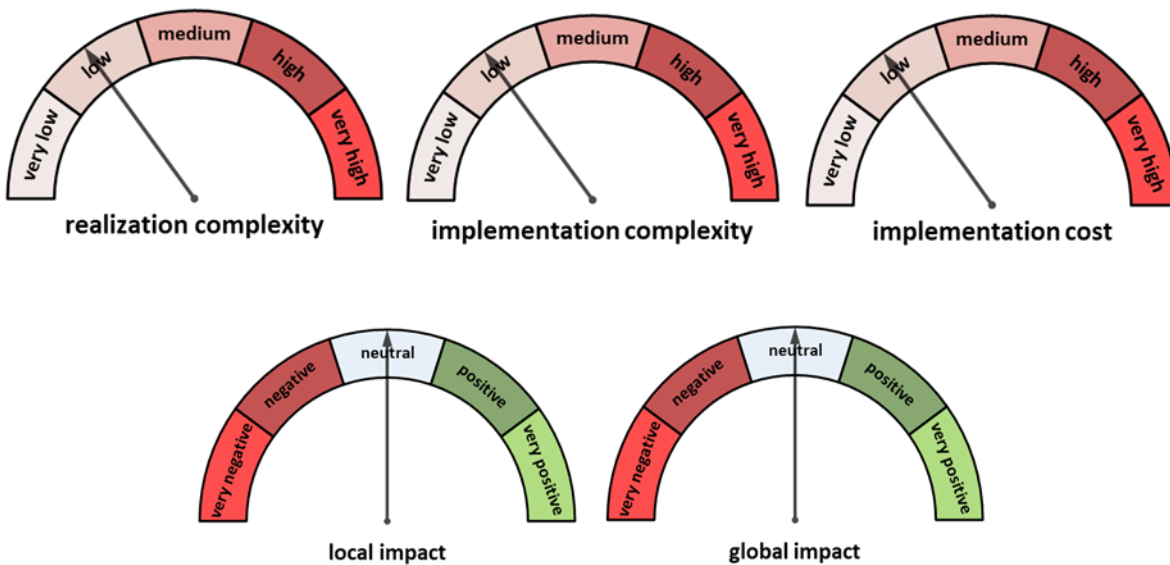 very low
low
medium
high
very high
realization complexity
very low
low
medium
high
very high
implementation complexity
very low
low
medium
high
very high
implementation cost
very negative
negative
neutral
positive
very positive
local impact
very negative
negative
neutral
positive
very positive
global impact